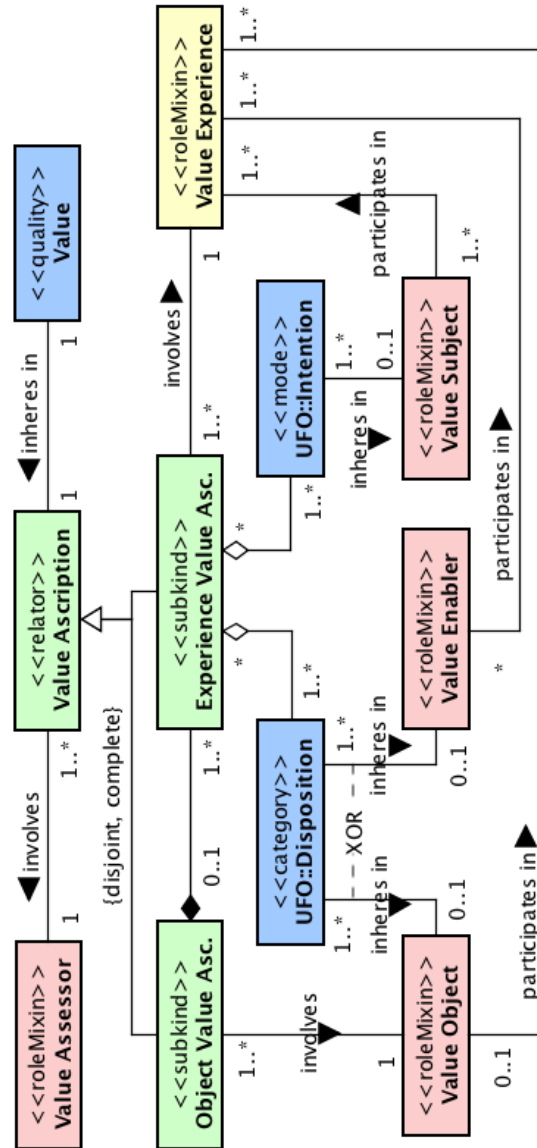 <<roleMixin>>
Value Assessor
1
involves
1..*
<<relator>>
Value Ascription
1
inheres in
1
<<quality>>
Value
{disjoint, complete}
<<subkind>>
Object Value Asc.
0..1
1..*
<<subkind>>
Experience Value Asc.
1..*
involves
1
<<roleMixin>>
Value Experience
1..*
involves
1
*
*
1..*
1..*
<<category>>
UFO::Disposition
<<mode>>
UFO::Intention
1..*
inheres in
0..1
XOR
1..*
inheres in
0..1
1..*
inheres in
0..1
1..*
participates in
1..*
1..*
1..*
<<roleMixin>>
Value Object
<<roleMixin>>
Value Enabler
<<roleMixin>>
Value Subject
0..1
participates in
*
participates in